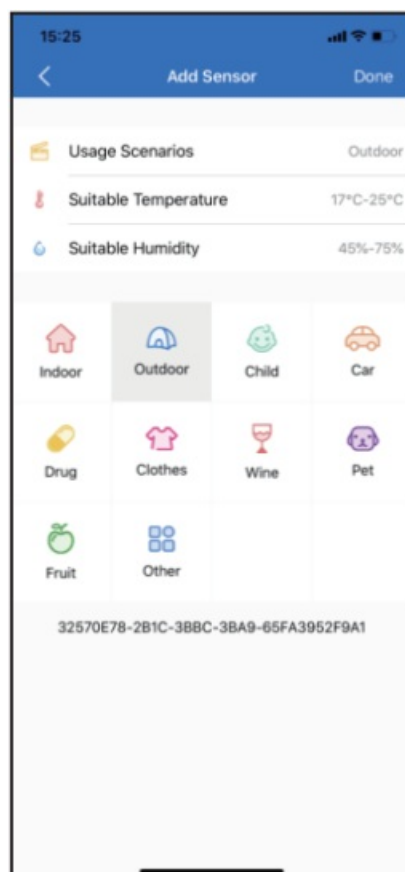 15:25
Add Sensor Done
Usage Scenarios Outdoor
Suitable Temperature 17°C-25°C
Suitable Humidity 45%-75%
Indoor Outdoor Child Car
Drug Clothes Wine Pet
Fruit Other
32570E78-2B1C-3BBC-3BA9-65FA3952F9A1